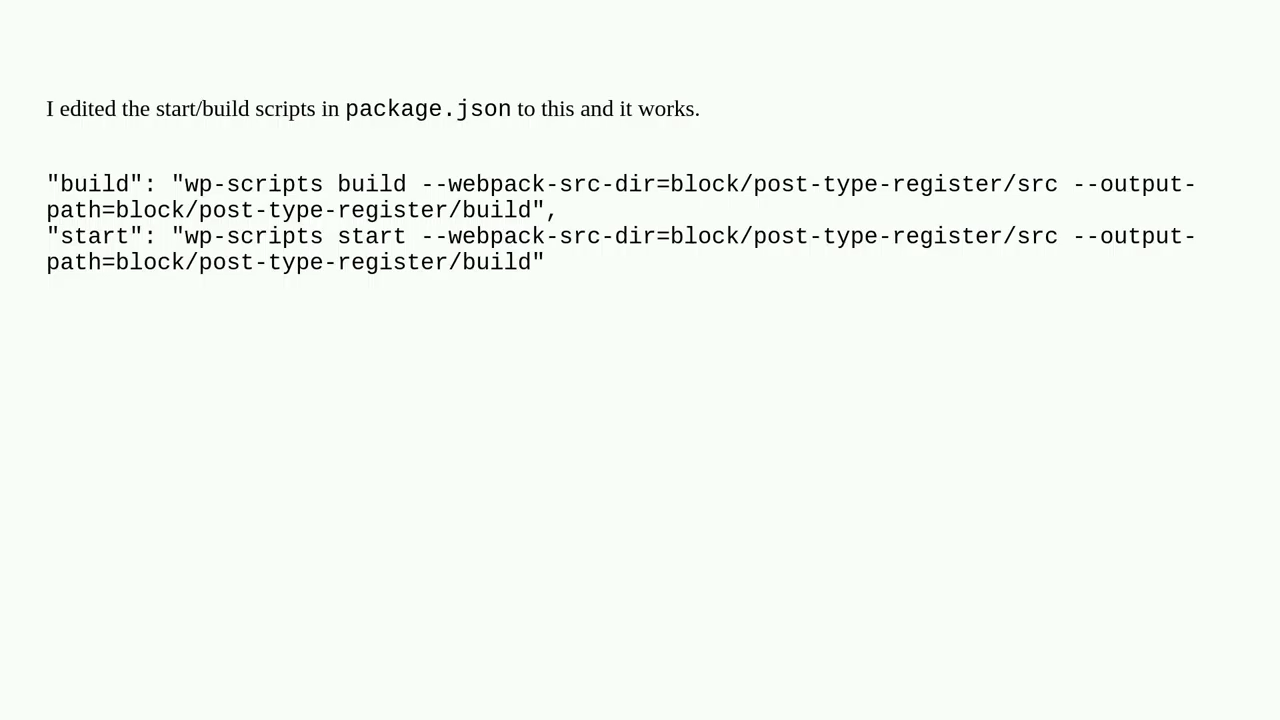 I edited the start/build scripts in package.json to this and it works.
"build": "wp-scripts build --webpack-src-dir=block/post-type-register/src --output-
path=block/post-type-register/build",
"start": "wp-scripts start --webpack-src-dir=block/post-type-register/src --output-
path=block/post-type-register/build"